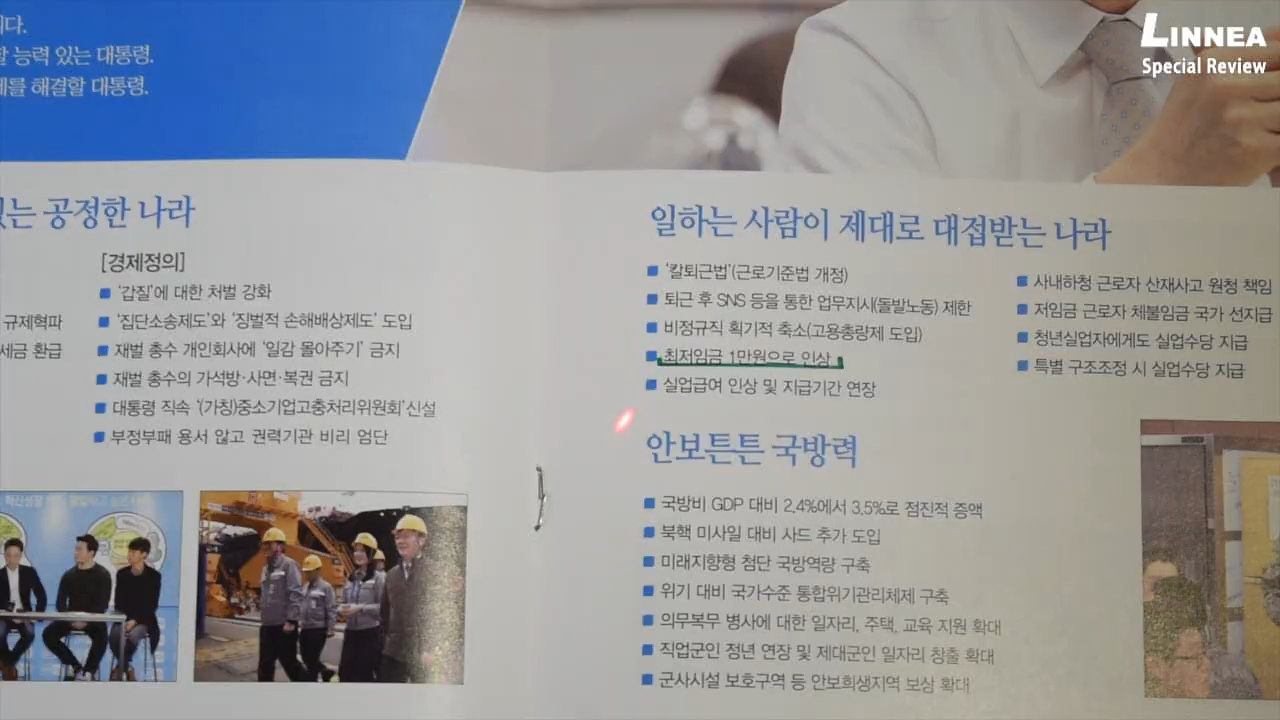 LINNEA
Special Review
능력 있는 대통령.
해결할 대통령.
공정한 나라
[경제정의]
규제혁파
세금 환급
'갑질'에 대한 처벌 강화
'집단소송제도'와 '징벌적 손해배상제도' 도입
재벌 총수 개인회사에 '일감 몰아주기' 금지
재벌 총수의 가석방·사면·복권 금지
대통령 직속 '(가칭)중소기업고충처리위원회'신설
부정부패 용서 않고 권력기관 비리 엄단
일하는 사람이 제대로 대접받는 나라
'칼퇴근법'(근로기준법 개정)
퇴근 후 SNS 등을 통한 업무지시(돌발노동) 제한
비정규직 획기적 축소(고용총량제 도입)
최저임금 1만원으로 인상
실업급여 인상 및 지급기간 연장
사내하청 근로자 산재사고 원청 책임
저임금 근로자 체불임금 국가 선지급
청년실업자에게도 실업수당 지급
특별 구조조정 시 실업수당 지급
안보튼튼 국방력
국방비 GDP 대비 2.4%에서 3.5%로 점진적 증액
북핵 미사일 대비 사드 추가 도입
미래지향형 첨단 국방역량 구축
위기 대비 국가수준 통합위기관리체제 구축
의무복무 병사에 대한 일자리, 주택, 교육 지원 확대
직업군인 정년 연장 및 제대군인 일자리 창출 확대
군사시설 보호구역 등 안보희생지역 보상 확대